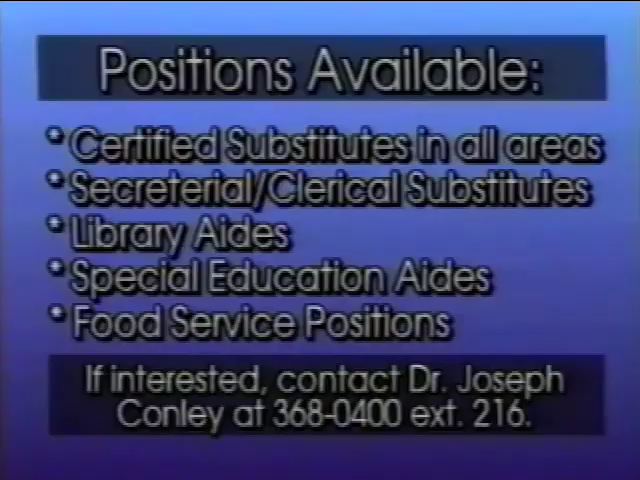 Positions Available:
* Certified Substitutes in all areas
* Secreterial/Clerical Substitutes
* Library Aides
* Special Education Aides
* Food Service Positions
If interested, contact Dr. Joseph
Conley at 368-0400 ext. 216.